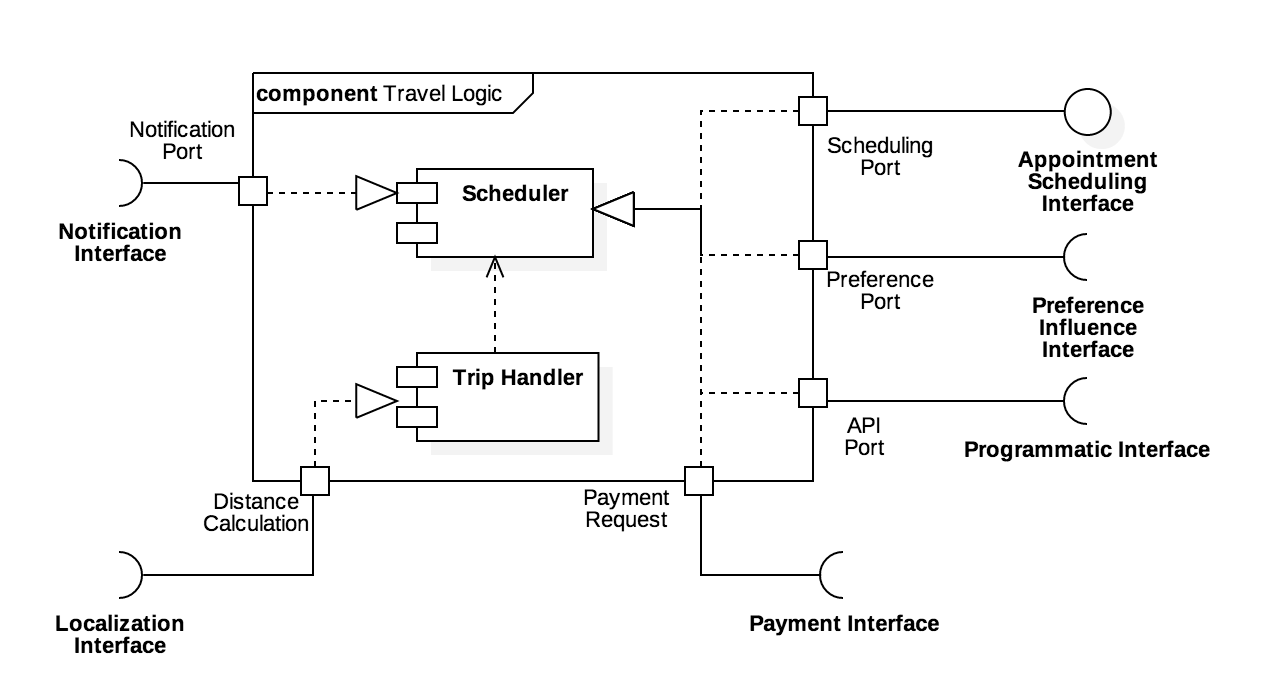 component Travel Logic
Notification
Port
Notification
Interface
Scheduler
Scheduling
Port
Appointment
Scheduling
Interface
Preference
Port
Preference
Influence
Interface
Trip Handler
API
Port
Programmatic Interface
Distance
Calculation
Payment
Request
Localization
Interface
Payment Interface